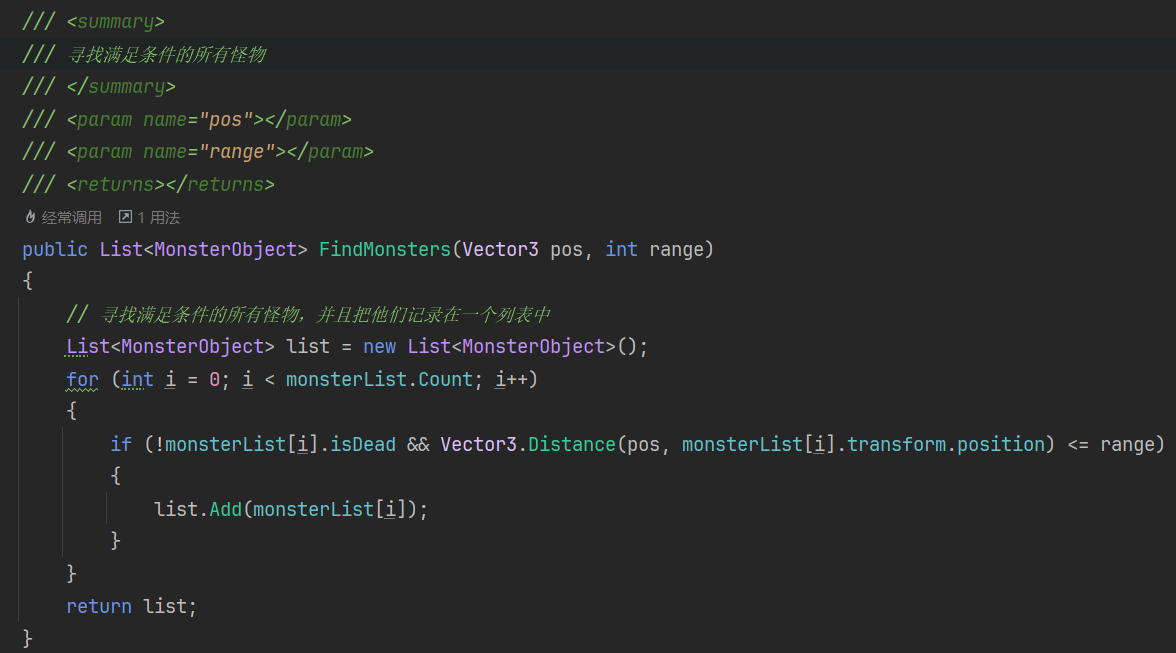 /// <summary>
/// 寻找满足条件的所有怪物
/// </summary>
/// <param name="pos"></param>
/// <param name="range"></param>
/// <returns></returns>
经常调用 1 用法
public List<MonsterObject> FindMonsters(Vector3 pos, int range)
{
    // 寻找满足条件的所有怪物，并且把他们记录在一个列表中
    List<MonsterObject> list = new List<MonsterObject>();
    for (int i = 0; i < monsterList.Count; i++)
    {
        if (!monsterList[i].isDead && Vector3.Distance(pos, monsterList[i].transform.position) <= range)
        {
            list.Add(monsterList[i]);
        }
    }
    return list;
}